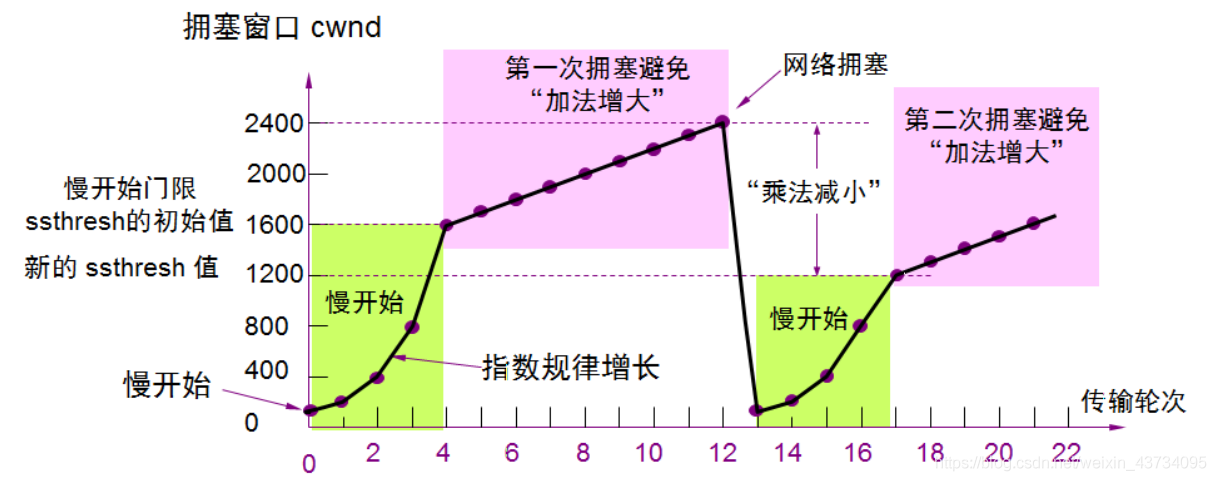 拥塞窗口 cwnd
第一次拥塞避免
“加法增大”
网络拥塞
第二次拥塞避免
“加法增大”
“乘法减小”
慢开始门限
ssthresh的初始值
新的 ssthresh 值
2400
2000
1600
1200
800
400
0
慢开始
慢开始
慢开始
指数规律增长
传输轮次
0
2
4
6
8
10
12
14
16
18
20
22
https://blog.csdn.net/weixin_43734095